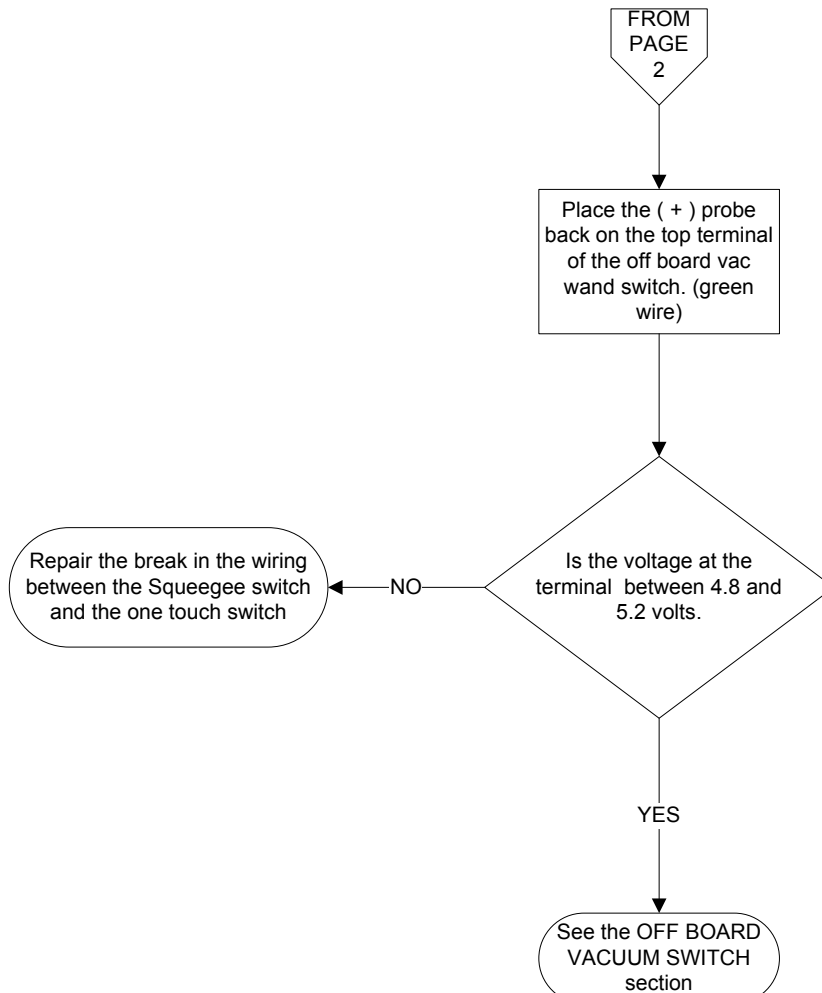 FROM
PAGE
2
Place the ( + ) probe
back on the top terminal
of the off board vac
wand switch. (green
wire)
Is the voltage at the
terminal between 4.8 and
5.2 volts.
NO
Repair the break in the wiring
between the Squeegee switch
and the one touch switch
YES
See the OFF BOARD
VACUUM SWITCH
section